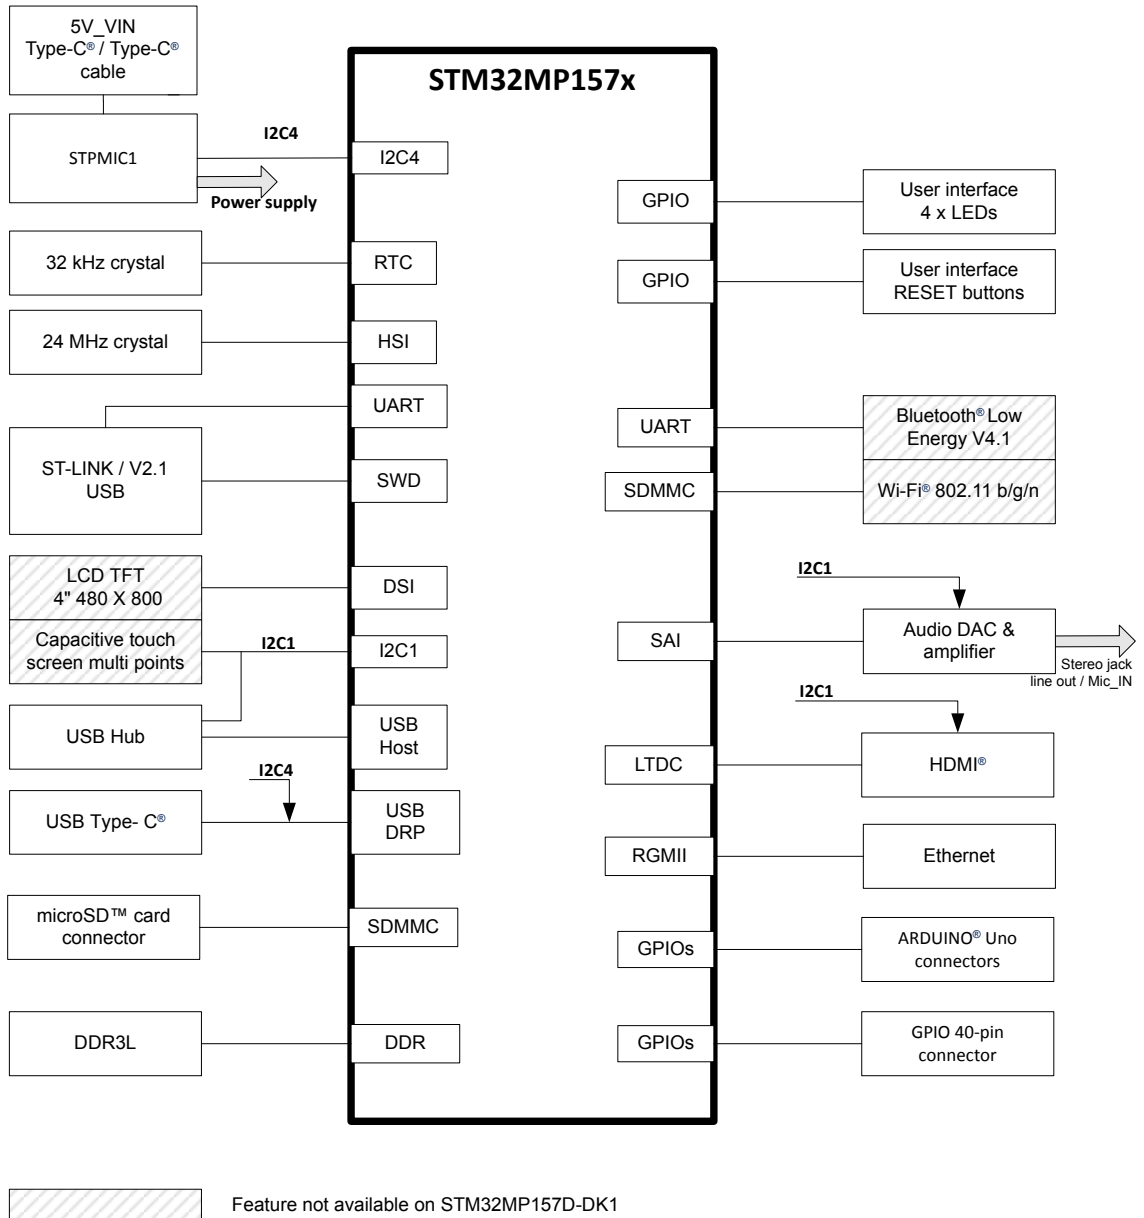 5V_VIN
Type-C® / Type-C®
cable
STM32MP157x
STPMIC1
I2C4
I2C4
Power supply
GPIO
User interface
4 x LEDs
32 kHz crystal
RTC
GPIO
User interface
RESET buttons
24 MHz crystal
HSI
UART
ST-LINK / V2.1
USB
SWD
UART
Bluetooth® Low
Energy V4.1
SDMMC
Wi-Fi® 802.11 b/g/n
LCD TFT
4" 480 X 800
DSI
Capacitive touch
screen multi points
I2C1
I2C1
I2C1
SAI
Audio DAC &
amplifier
Stereo jack
line out / Mic_IN
USB Hub
USB
Host
I2C1
LTDC
HDMI®
I2C4
USB Type- C®
USB
DRP
RGMII
Ethernet
microSD™ card
connector
SDMMC
GPIOs
ARDUINO® Uno
connectors
DDR3L
DDR
GPIOs
GPIO 40-pin
connector
Feature not available on STM32MP157D-DK1